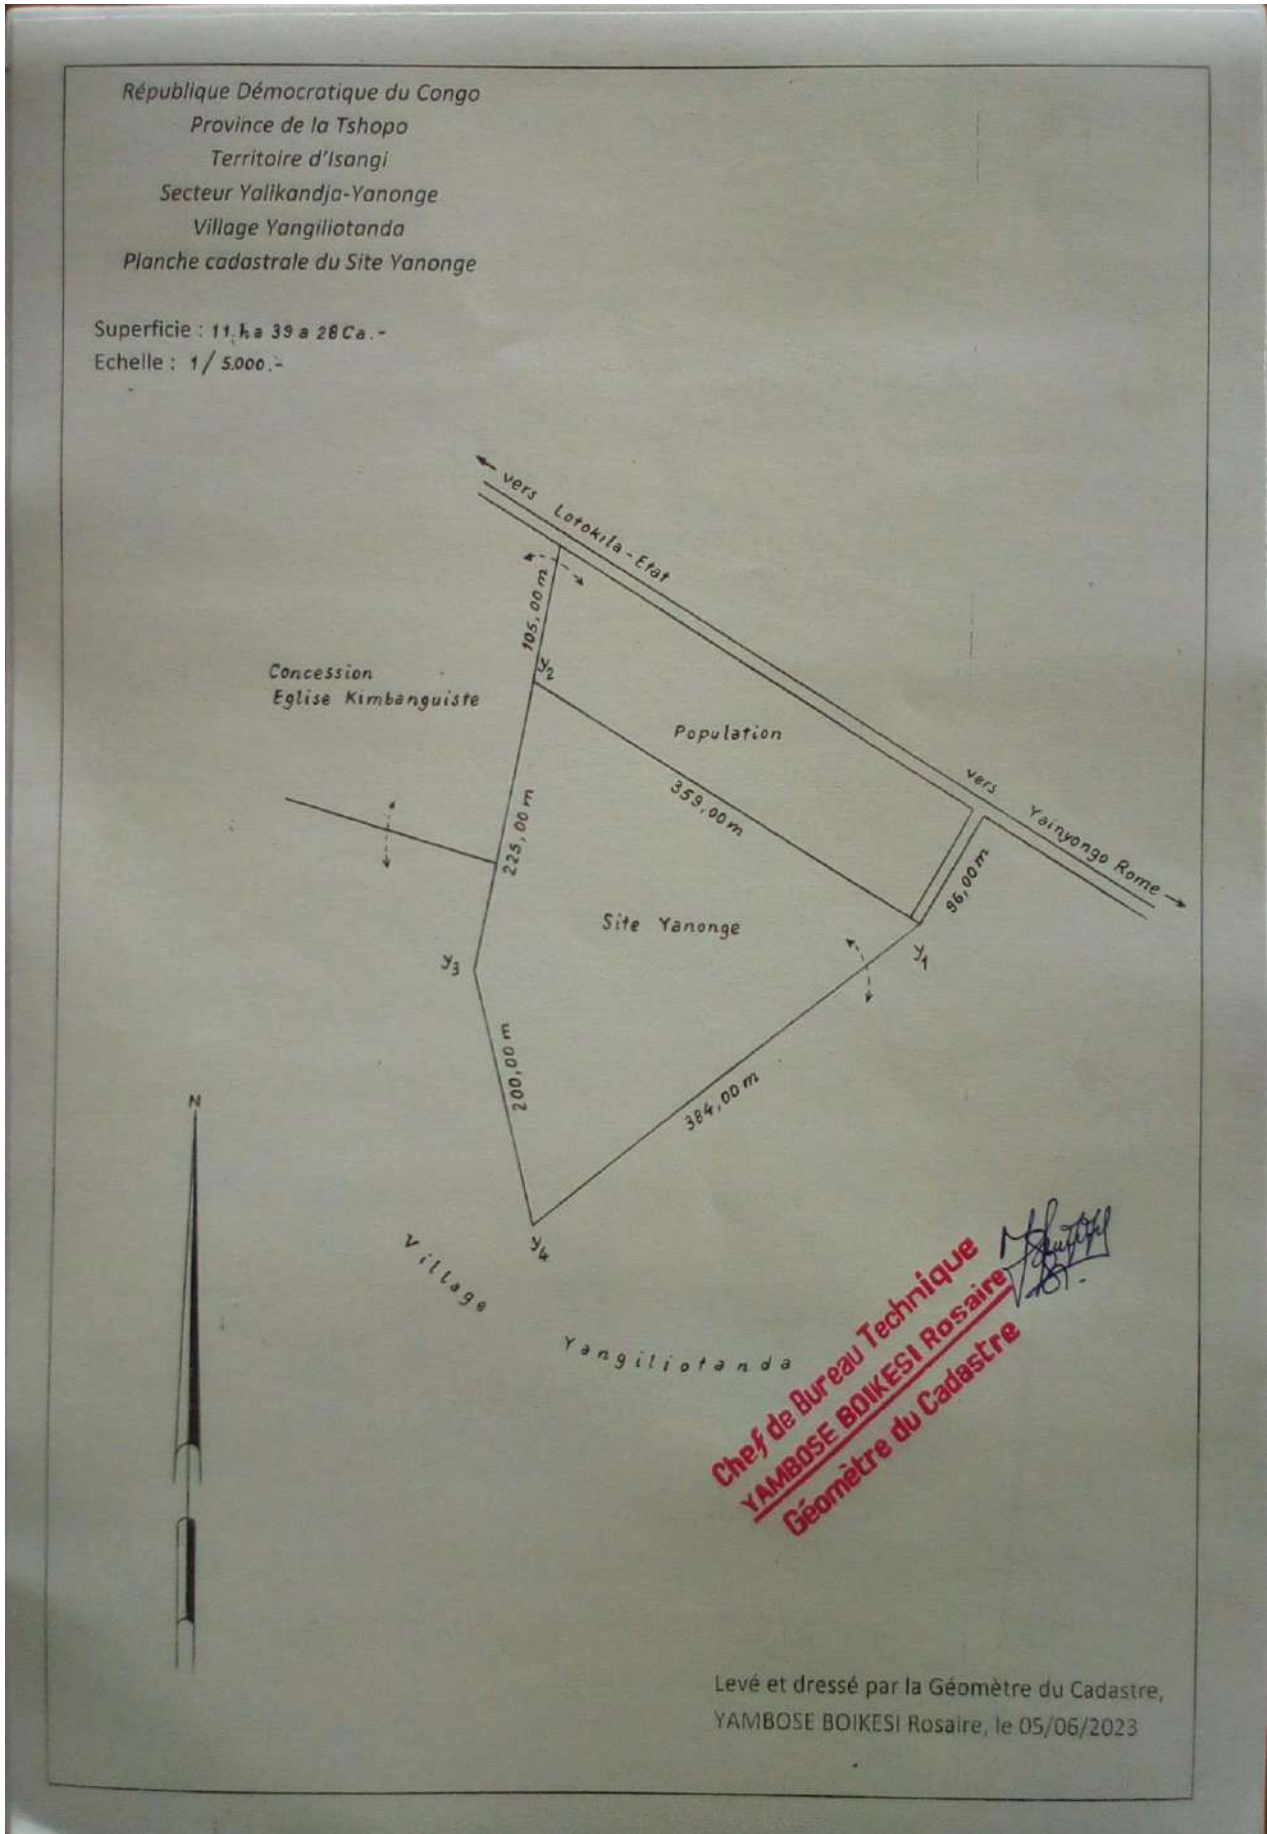 République Démocratique du Congo
Province de la Tshopo
Territoire d'Isangi
Secteur Yalikandja-Yanonge
Village Yangiliotanda
Planche cadastrale du Site Yanonge
Superficie : 11 ha 39 a 28 Ca.-
Echelle : 1/5.000.-
vers Lotokila-Etat
105,00 m
y2
Concession
Eglise Kimbanguiste
Population
359,00 m
vers Yainyongo Rome
225,00 m
96,00 m
Site Yanonge
y1
y3
200,00 m
384,00 m
N
y4
Village Yangiliotanda
Chef de Bureau Technique
YAMBOSE BOIKESI Rosaire
Géomètre du Cadastre
Levé et dressé par la Géomètre du Cadastre,
YAMBOSE BOIKESI Rosaire, le 05/06/2023